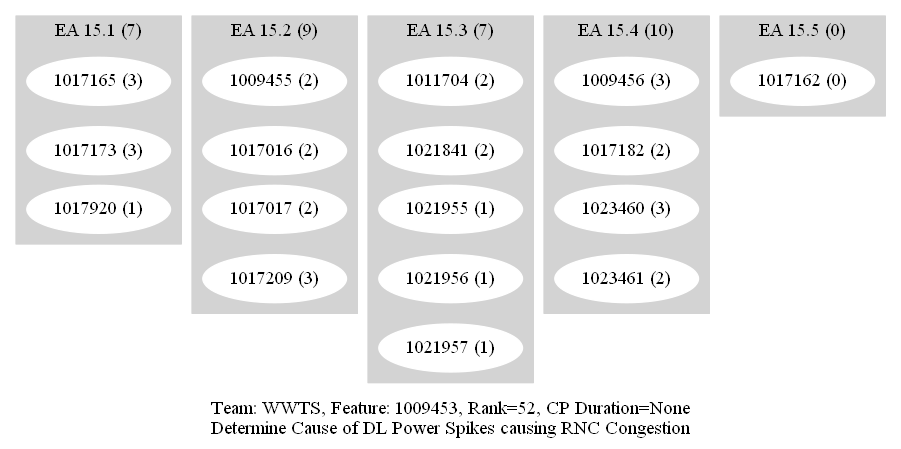 EA 15.1 (7)
1017165 (3)
1017173 (3)
1017920 (1)
EA 15.2 (9)
1009455 (2)
1017016 (2)
1017017 (2)
1017209 (3)
EA 15.3 (7)
1011704 (2)
1021841 (2)
1021955 (1)
1021956 (1)
1021957 (1)
EA 15.4 (10)
1009456 (3)
1017182 (2)
1023460 (3)
1023461 (2)
EA 15.5 (0)
1017162 (0)
Team: WWTS, Feature: 1009453, Rank=52, CP Duration=None
Determine Cause of DL Power Spikes causing RNC Congestion